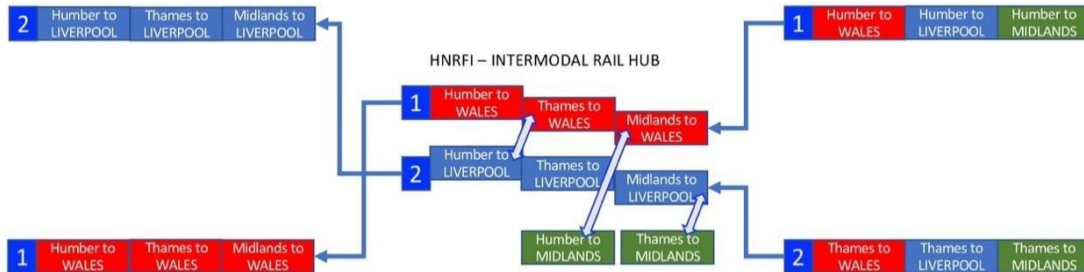 2
Humber to
LIVERPOOL
Thames to
LIVERPOOL
Midlands to
LIVERPOOL
1
Humber to
WALES
Humber to
LIVERPOOL
Humber to
MIDLANDS
HNRFI – INTERMODAL RAIL HUB
1
Humber to
WALES
Thames to
WALES
Midlands to
WALES
2
Humber to
LIVERPOOL
Thames to
LIVERPOOL
Midlands to
LIVERPOOL
Humber to
MIDLANDS
Thames to
MIDLANDS
1
Humber to
WALES
Thames to
WALES
Midlands to
WALES
2
Thames to
WALES
Thames to
LIVERPOOL
Thames to
MIDLANDS